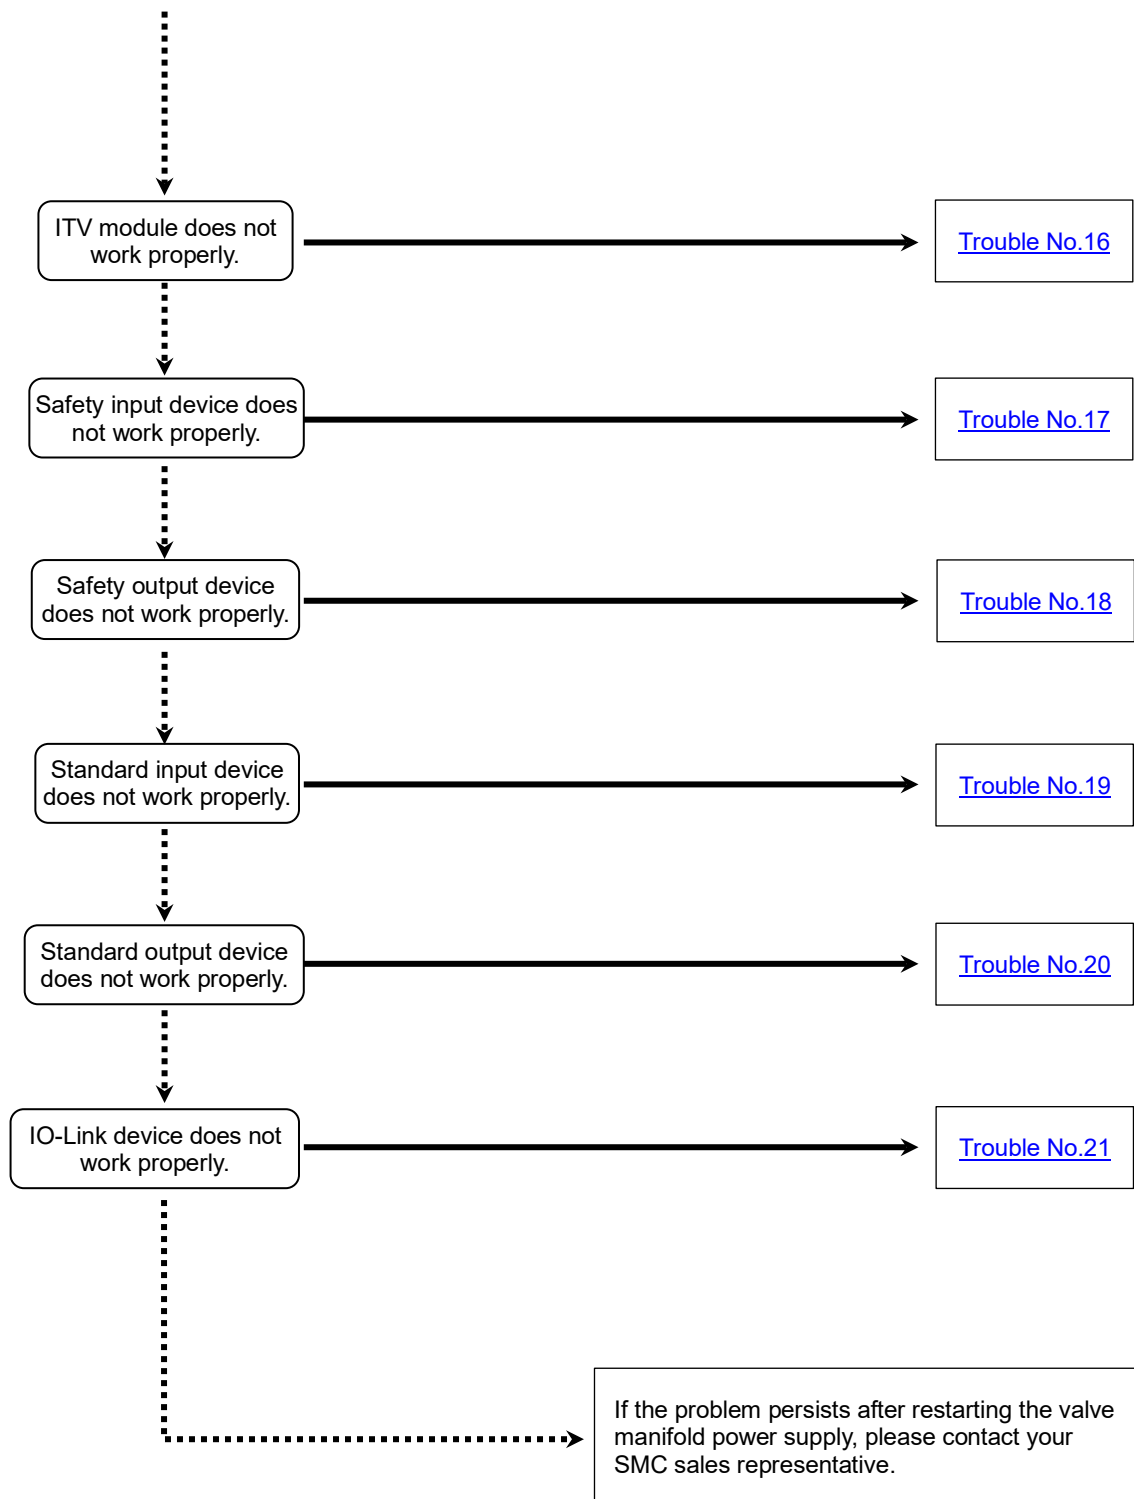 ITV module does not
work properly.
Trouble No.16
Safety input device does
not work properly.
Trouble No.17
Safety output device
does not work properly.
Trouble No.18
Standard input device
does not work properly.
Trouble No.19
Standard output device
does not work properly.
Trouble No.20
IO-Link device does not
work properly.
Trouble No.21
If the problem persists after restarting the valve
manifold power supply, please contact your
SMC sales representative.